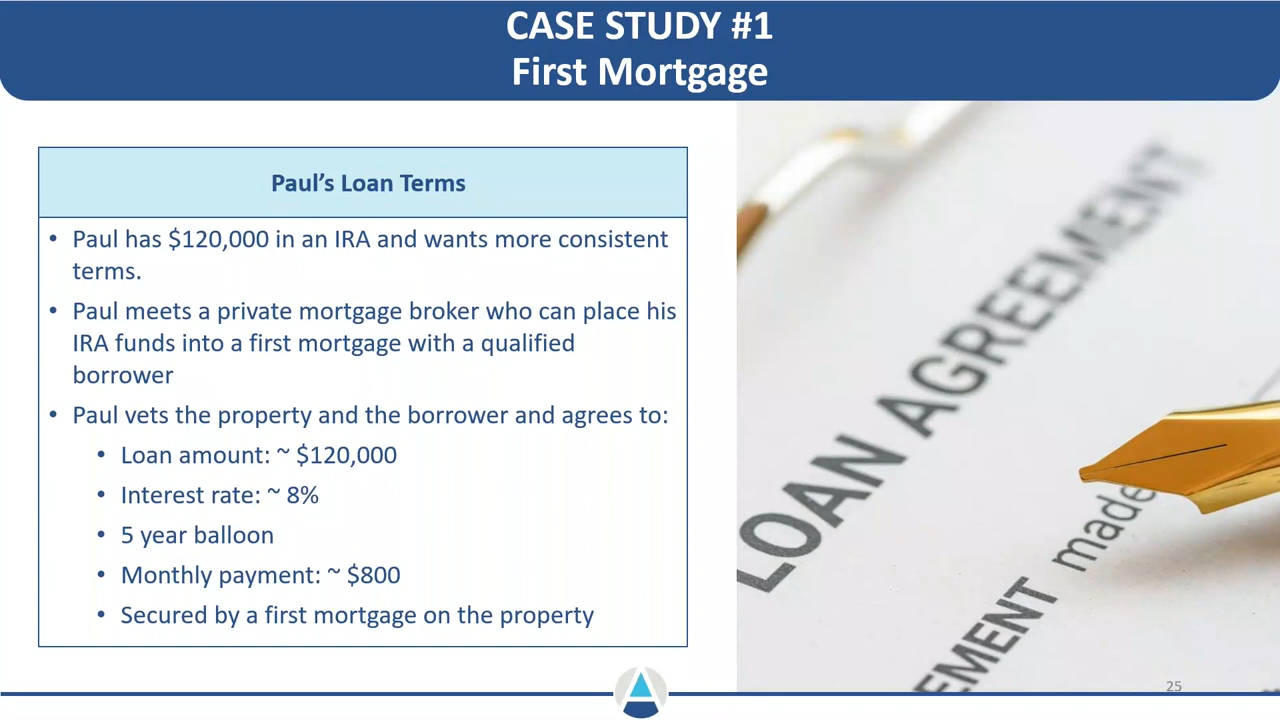 CASE STUDY #1
First Mortgage
Paul’s Loan Terms
• Paul has $120,000 in an IRA and wants more consistent
terms.
• Paul meets a private mortgage broker who can place his
IRA funds into a first mortgage with a qualified
borrower
• Paul vets the property and the borrower and agrees to:
• Loan amount: ~ $120,000
• Interest rate: ~ 8%
• 5 year balloon
• Monthly payment: ~ $800
• Secured by a first mortgage on the property
LOAN AGREEMENT
EMENT made
25